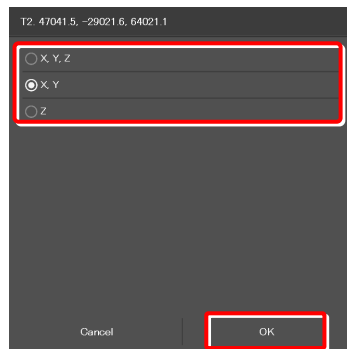 T2. 47041.5, -29021.6, 64021.1
X, Y, Z
X, Y
Z
Cancel OK